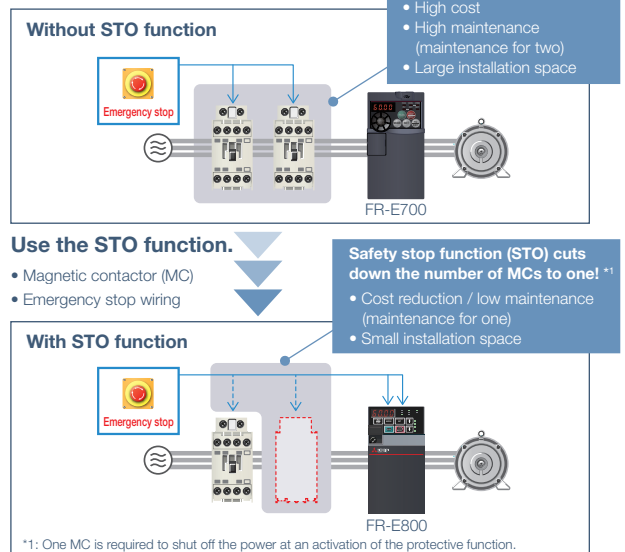 • High cost
• High maintenance
(maintenance for two)
• Large installation space
Without STO function
Emergency stop
FR-E700
Use the STO function.
• Magnetic contactor (MC)
• Emergency stop wiring
Safety stop function (STO) cuts
down the number of MCs to one! *1
• Cost reduction / low maintenance
(maintenance for one)
• Small installation space
With STO function
Emergency stop
FR-E800
*1: One MC is required to shut off the power at an activation of the protective function.